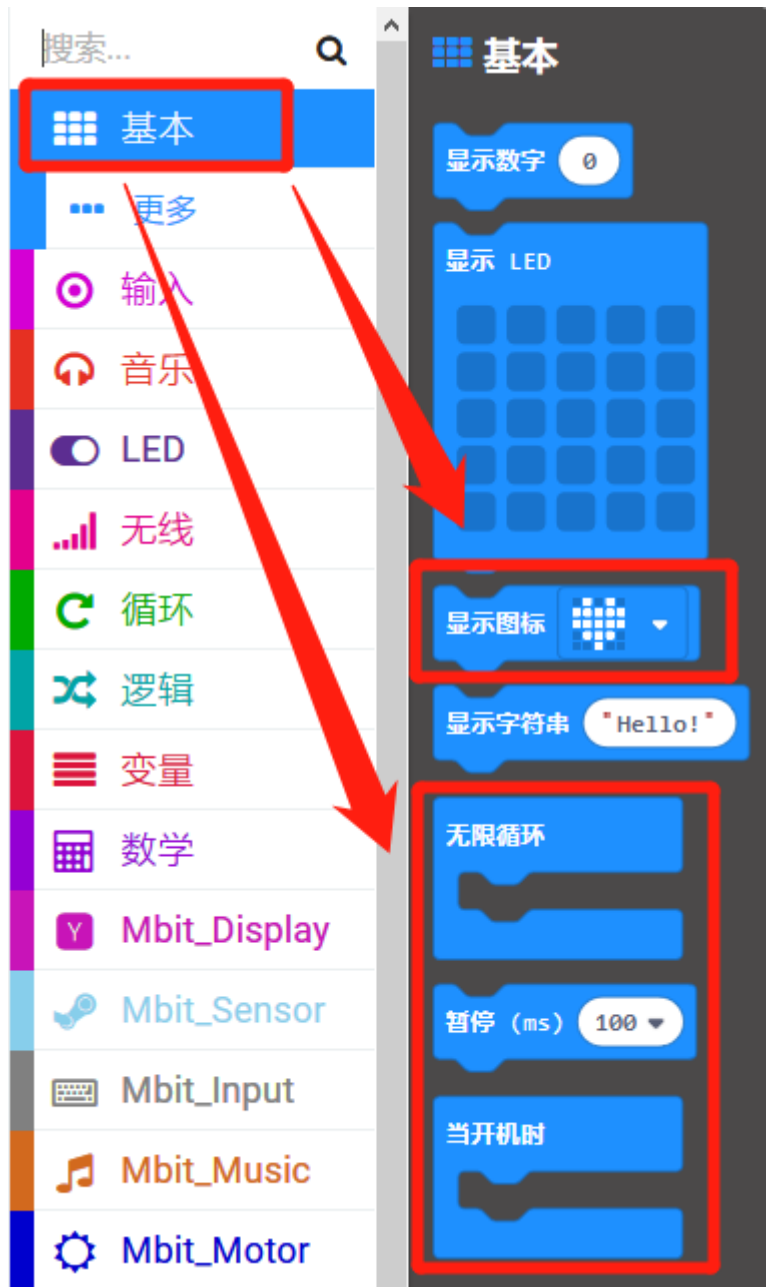 搜索...
基本
更多
输入
音乐
LED
无线
循环
逻辑
变量
数学
Y Mbit_Display
Mbit_Sensor
Mbit_Input
Mbit_Music
Mbit_Motor
基本
显示数字 0
显示 LED
显示图标
显示字符串 "Hello!"
无限循环
暂停 (ms) 100
当开机时